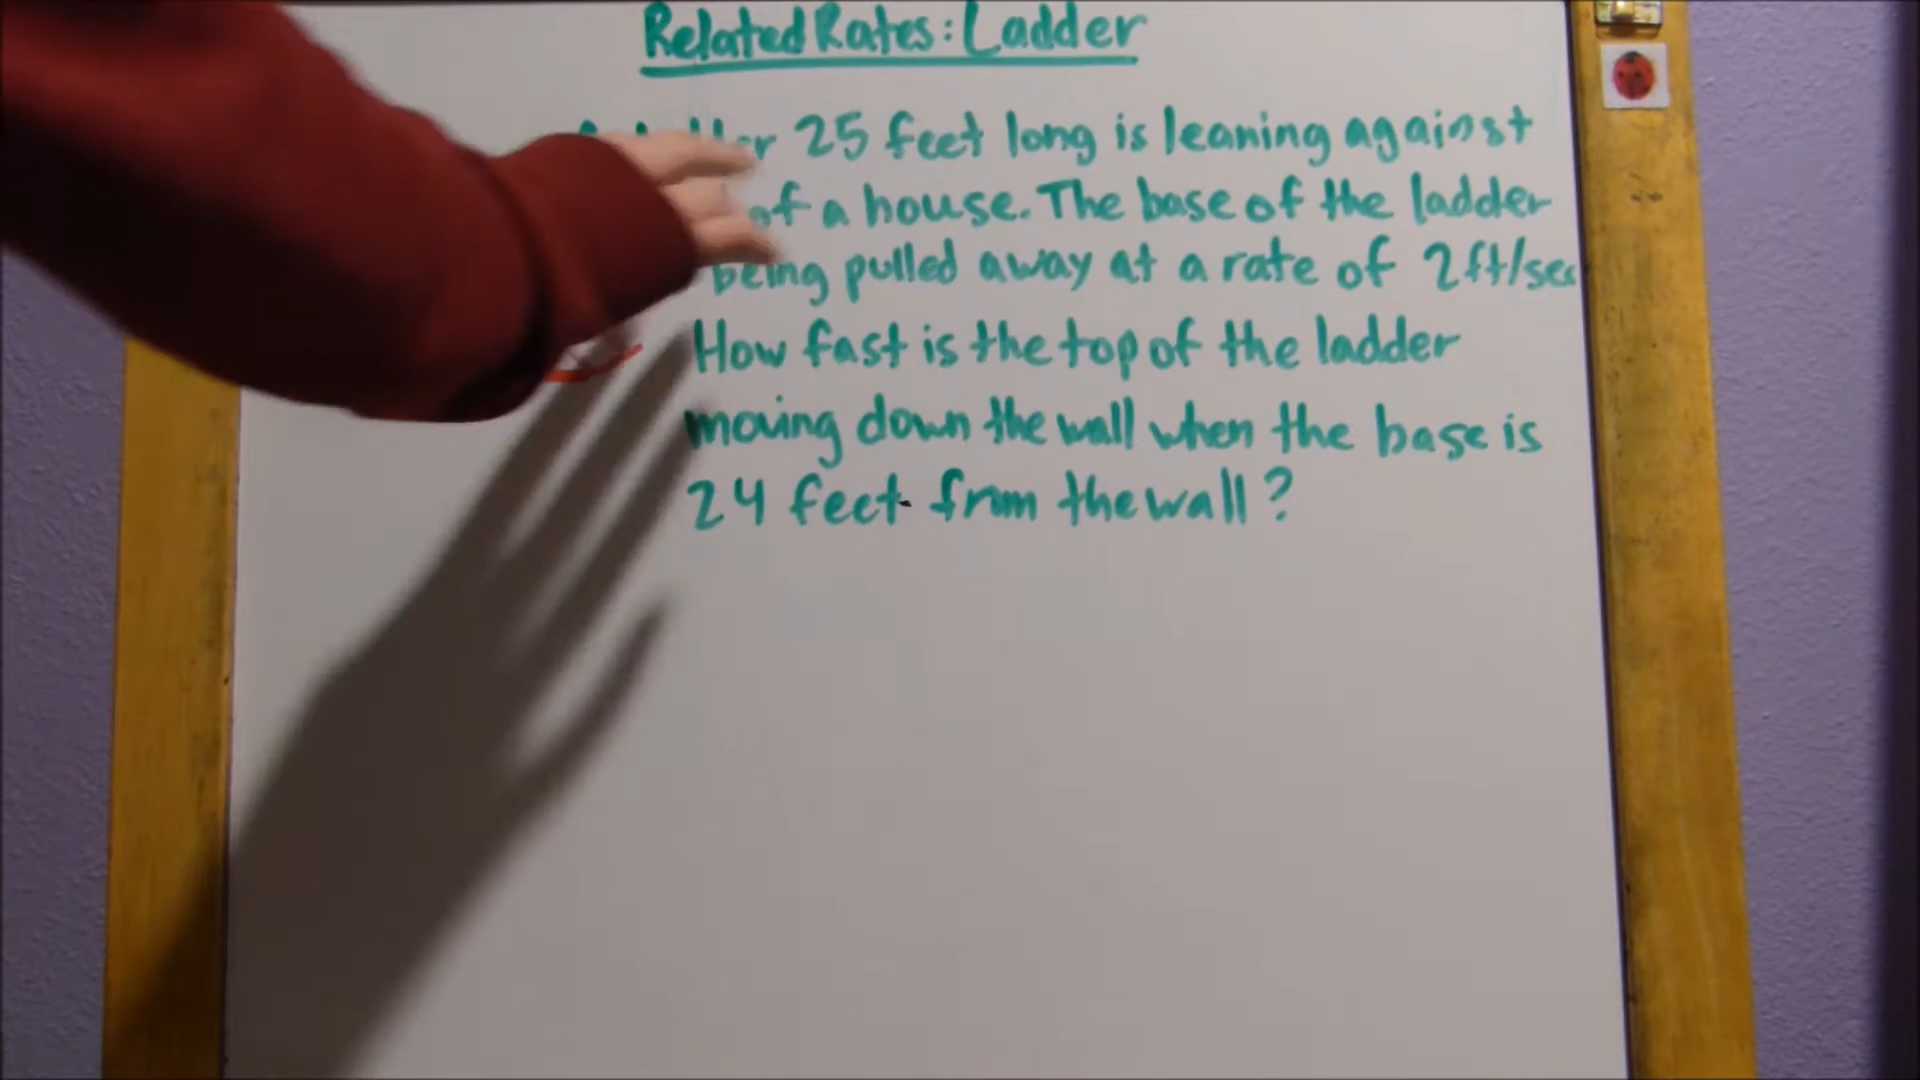 Related Rates: Ladder
25 feet long is leaning against
of a house. The base of the ladder
being pulled away at a rate of 2ft/sec
How fast is the top of the ladder
moving down the wall when the base is
24 feet from the wall?